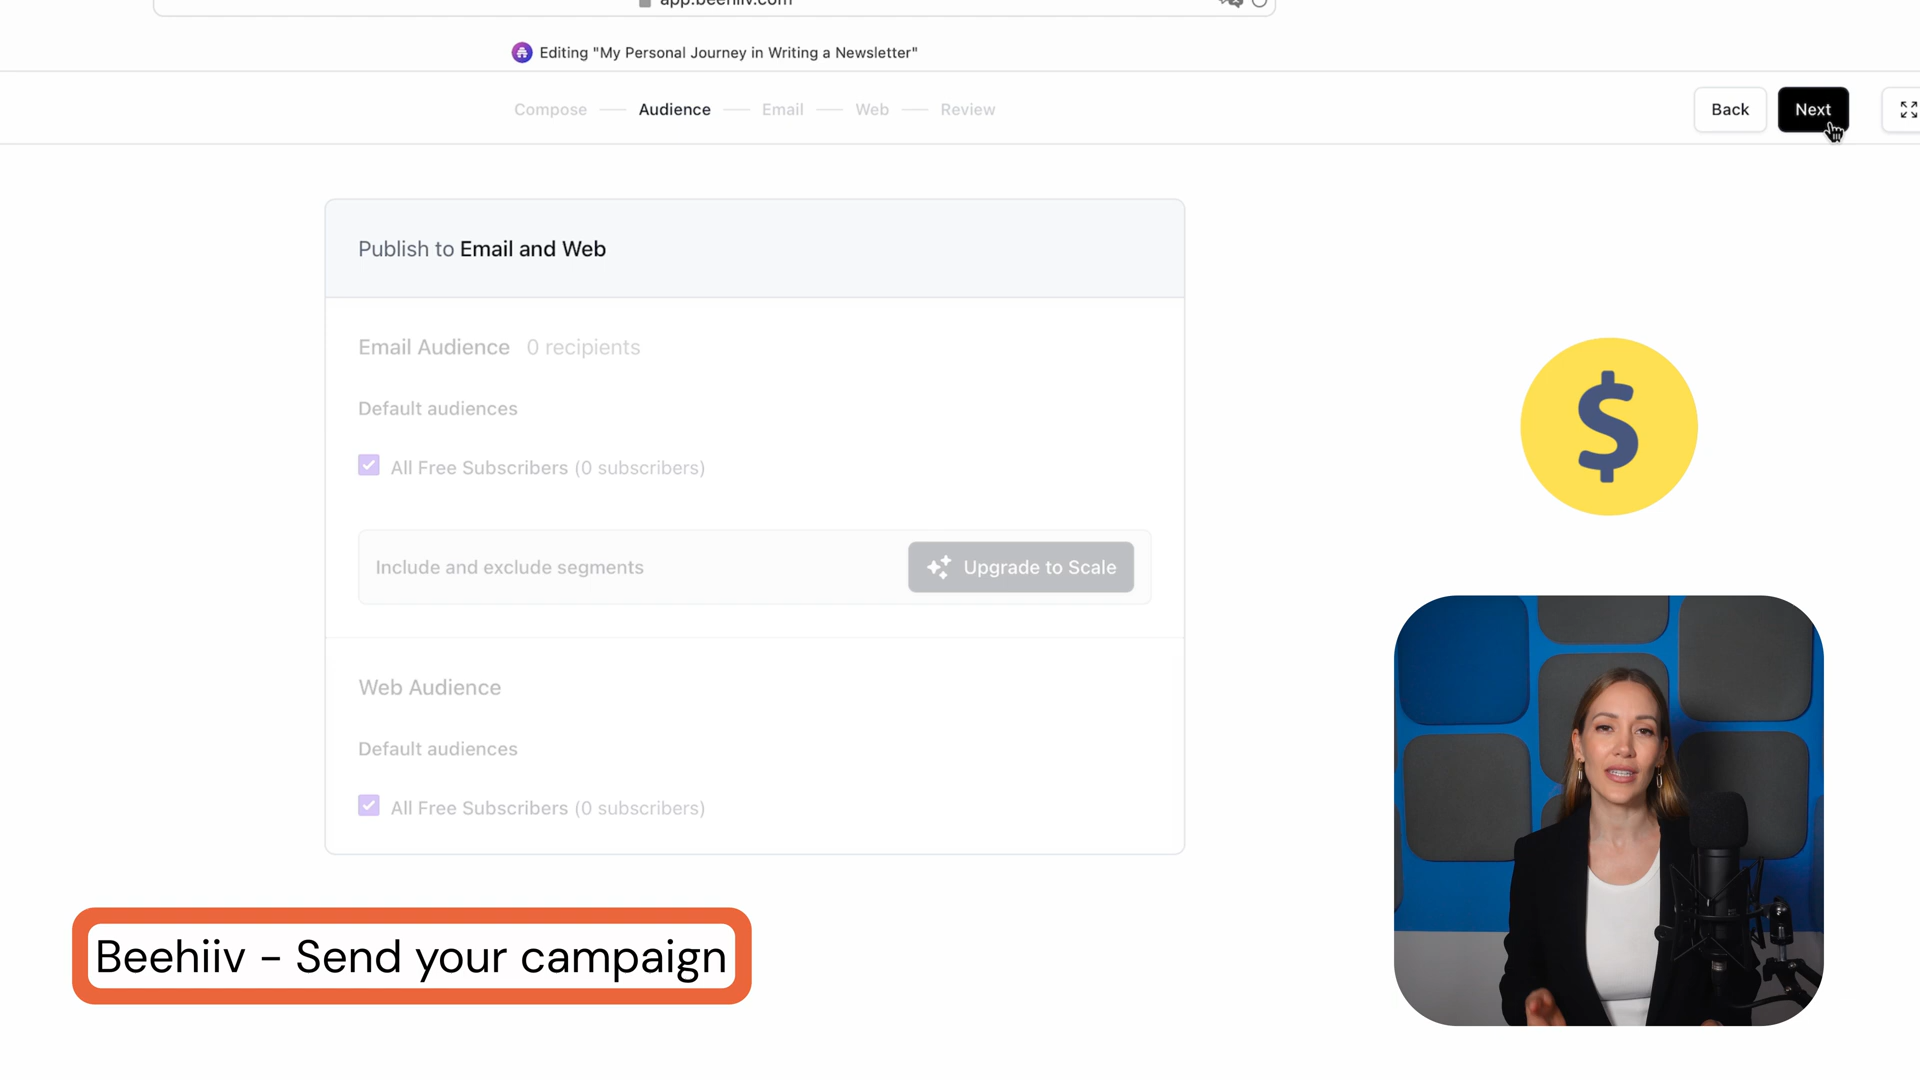 app.beehiiv.com
Editing "My Personal Journey in Writing a Newsletter"
Compose
Audience
Email
Web
Review
Back
Next
Publish to Email and Web
Email Audience 0 recipients
Default audiences
All Free Subscribers (0 subscribers)
Include and exclude segments
Upgrade to Scale
Web Audience
Default audiences
All Free Subscribers (0 subscribers)
$
Beehiiv - Send your campaign